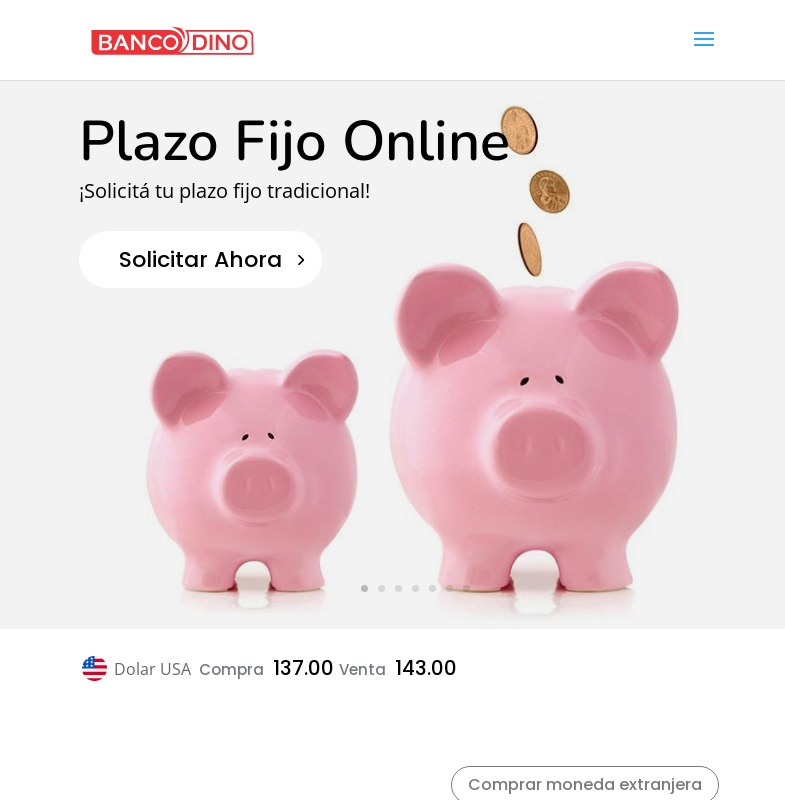 BANCO DINO
Plazo Fijo Online
¡Solicitá tu plazo fijo tradicional!
Solicitar Ahora
Dolar USA Compra 137.00 Venta 143.00
Comprar moneda extranjera